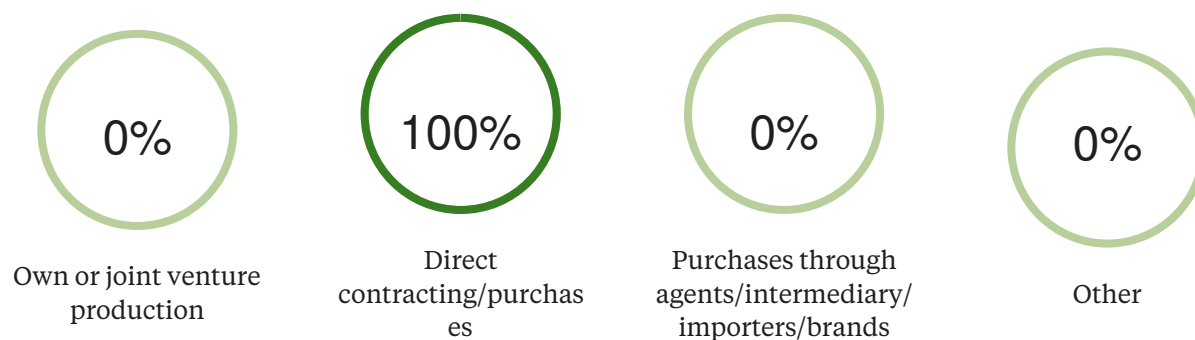 0%
Own or joint venture
production
100%
Direct
contracting/purchas
es
0%
Purchases through
agents/intermediary/
importers/brands
0%
Other